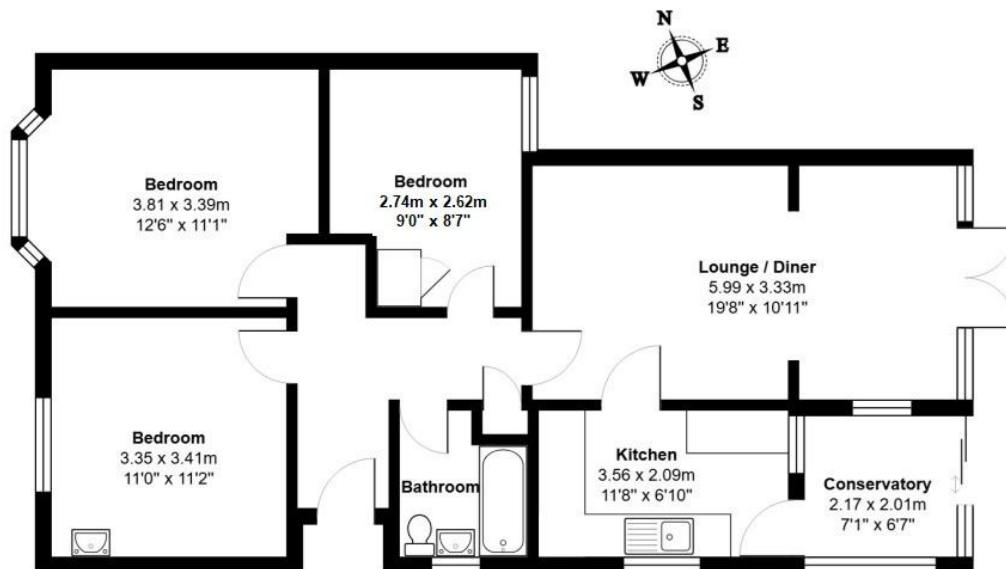 N
E
W
S
Bedroom
3.81 x 3.39m
12'6" x 11'1"
Bedroom
2.74m x 2.62m
9'0" x 8'7"
Lounge / Diner
5.99 x 3.33m
19'8" x 10'11"
Bedroom
3.35 x 3.41m
11'0" x 11'2"
Bathroom
Kitchen
3.56 x 2.09m
11'8" x 6'10"
Conservatory
2.17 x 2.01m
7'1" x 6'7"